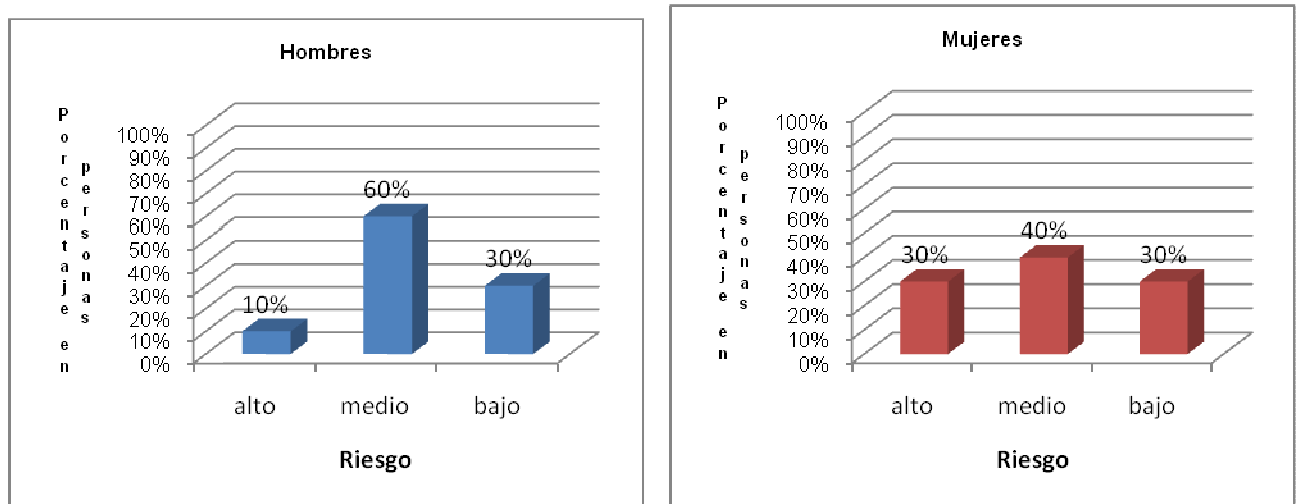 Hombres
Porcentaje en
personas
100%
90%
80%
70%
60%
50%
40%
30%
20%
10%
0%
10%
60%
30%
alto medio bajo
Riesgo
Mujeres
Porcentaje en
personas
100%
90%
80%
70%
60%
50%
40%
30%
20%
10%
0%
30%
40%
30%
alto medio bajo
Riesgo